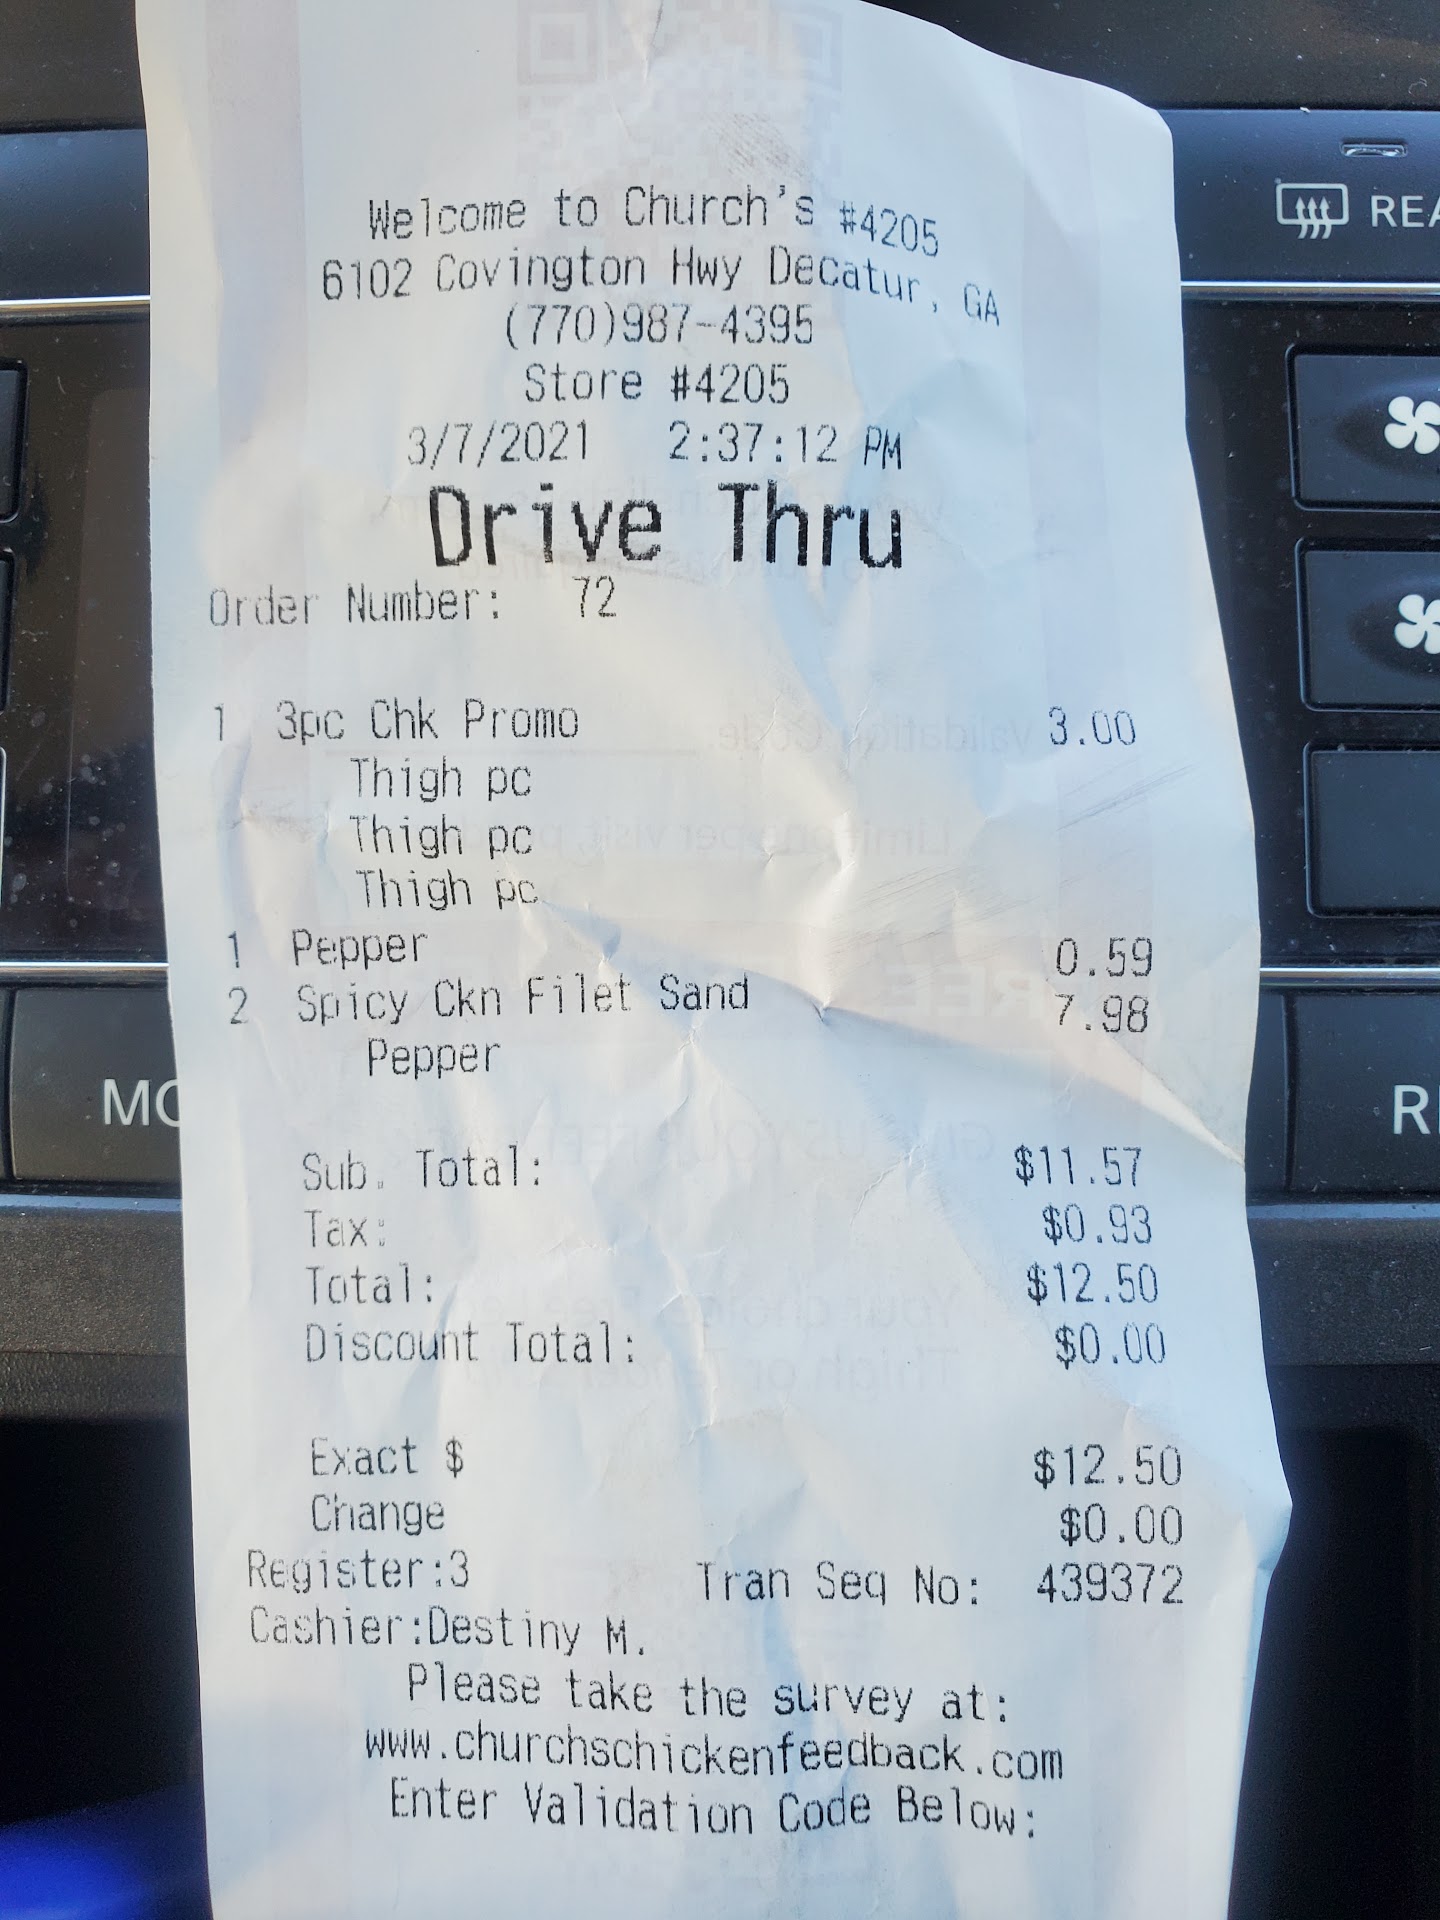 Welcome to Church's #4205
6102 Covington Hwy Decatur, GA
(770)987-4395
Store #4205
3/7/2021 2:37:12 PM
Drive Thru
Order Number: 72
1 3pc Chk Promo 3.00
Thigh pc
Thigh pc
Thigh pc
1 Pepper 0.59
2 Spicy Ckn Filet Sand 7.98
Pepper
Sub. Total: $11.57
Tax: $0.93
Total: $12.50
Discount Total: $0.00
Exact $ $12.50
Change $0.00
Register:3 Tran Seq No: 439372
Cashier:Destiny M.
Please take the survey at:
www.churchschickenfeedback.com
Enter Validation Code Below: